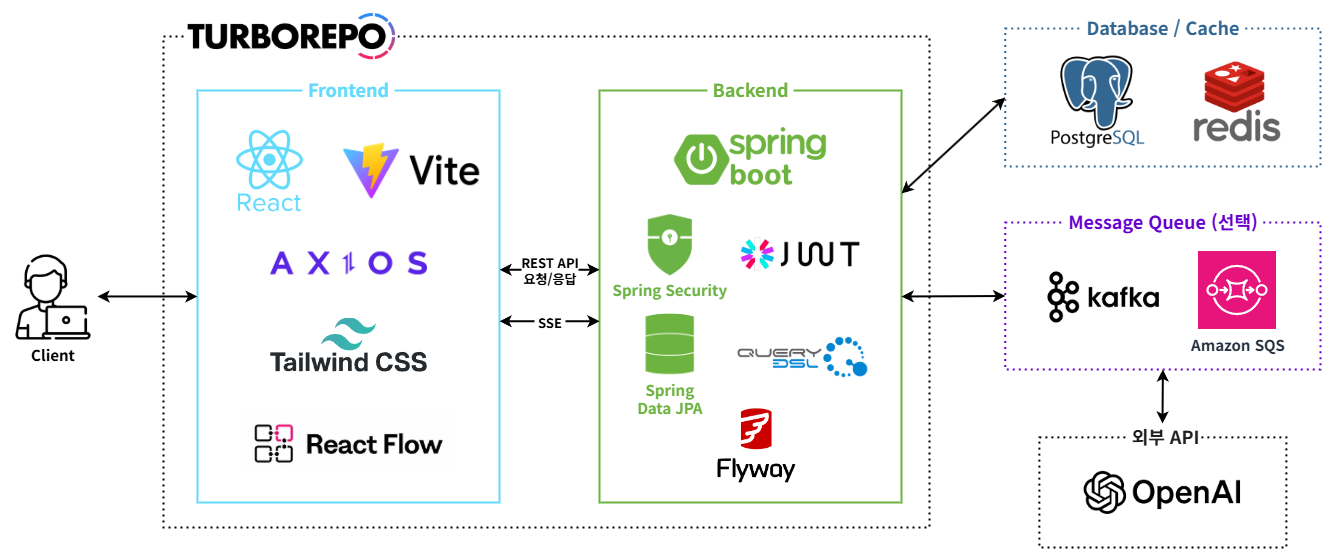 TURBOREPO
Frontend
React
Vite
AXIOS
Tailwind CSS
React Flow
Client
REST API
요청/응답
SSE
Backend
spring
boot
Spring Security
JWT
Spring
Data JPA
QUERY
DSL
Flyway
Database / Cache
PostgreSQL
redis
Message Queue (선택)
kafka
Amazon SQS
외부 API
OpenAI